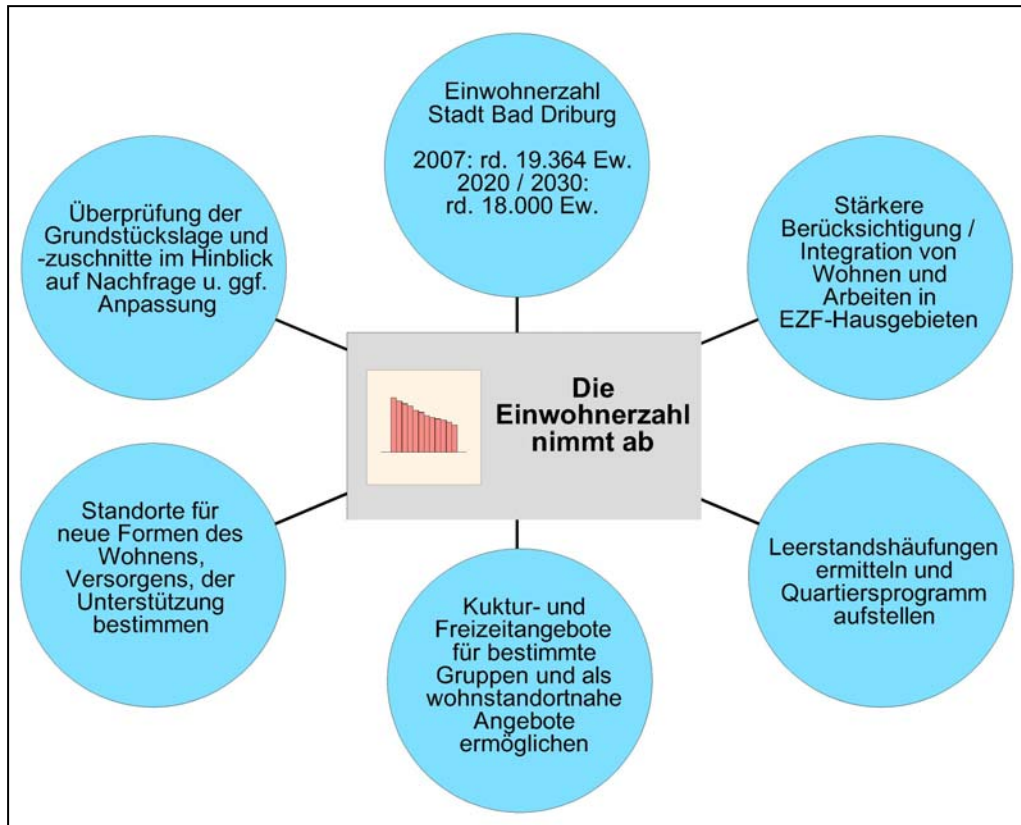 Einwohnerzahl
Stadt Bad Driburg
2007: rd. 19.364 Ew.
2020 / 2030:
rd. 18.000 Ew.
Überprüfung der
Grundstückslage und
-zuschnitte im Hinblick
auf Nachfrage u. ggf.
Anpassung
Stärkere
Berücksichtigung /
Integration von
Wohnen und
Arbeiten in
EZF-Hausgebieten
Die
Einwohnerzahl
nimmt ab
Standorte für
neue Formen des
Wohnens,
Versorgens, der
Unterstützung
bestimmen
Leerstandshäufungen
ermitteln und
Quartiersprogramm
aufstellen
Kuktur- und
Freizeitangebote
für bestimmte
Gruppen und als
wohnstandortnahe
Angebote
ermöglichen